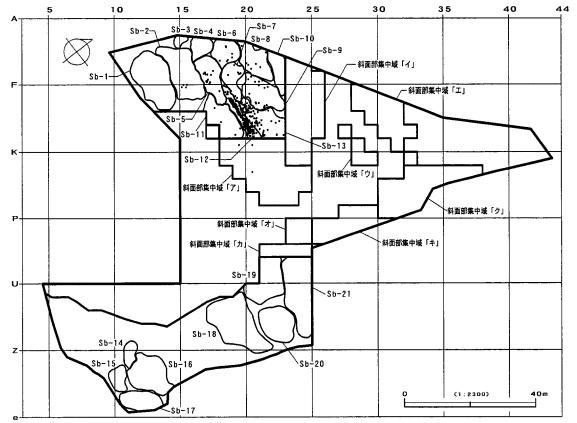 5 10 15 20 25 30 35 40 44
A
F
K
P
U
Z
e
Sb-1
Sb-2
Sb-3
Sb-4
Sb-6
Sb-7
Sb-8
Sb-10
Sb-9
Sb-5
Sb-11
Sb-12
Sb-13
斜面部集中域「イ」
斜面部集中域「エ」
斜面部集中域「ア」
斜面部集中域「ウ」
斜面部集中域「オ」
斜面部集中域「カ」
斜面部集中域「ク」
斜面部集中域「キ」
Sb-19
Sb-21
Sb-18
Sb-20
Sb-14
Sb-15
Sb-16
Sb-17
0 (1:2300) 40m